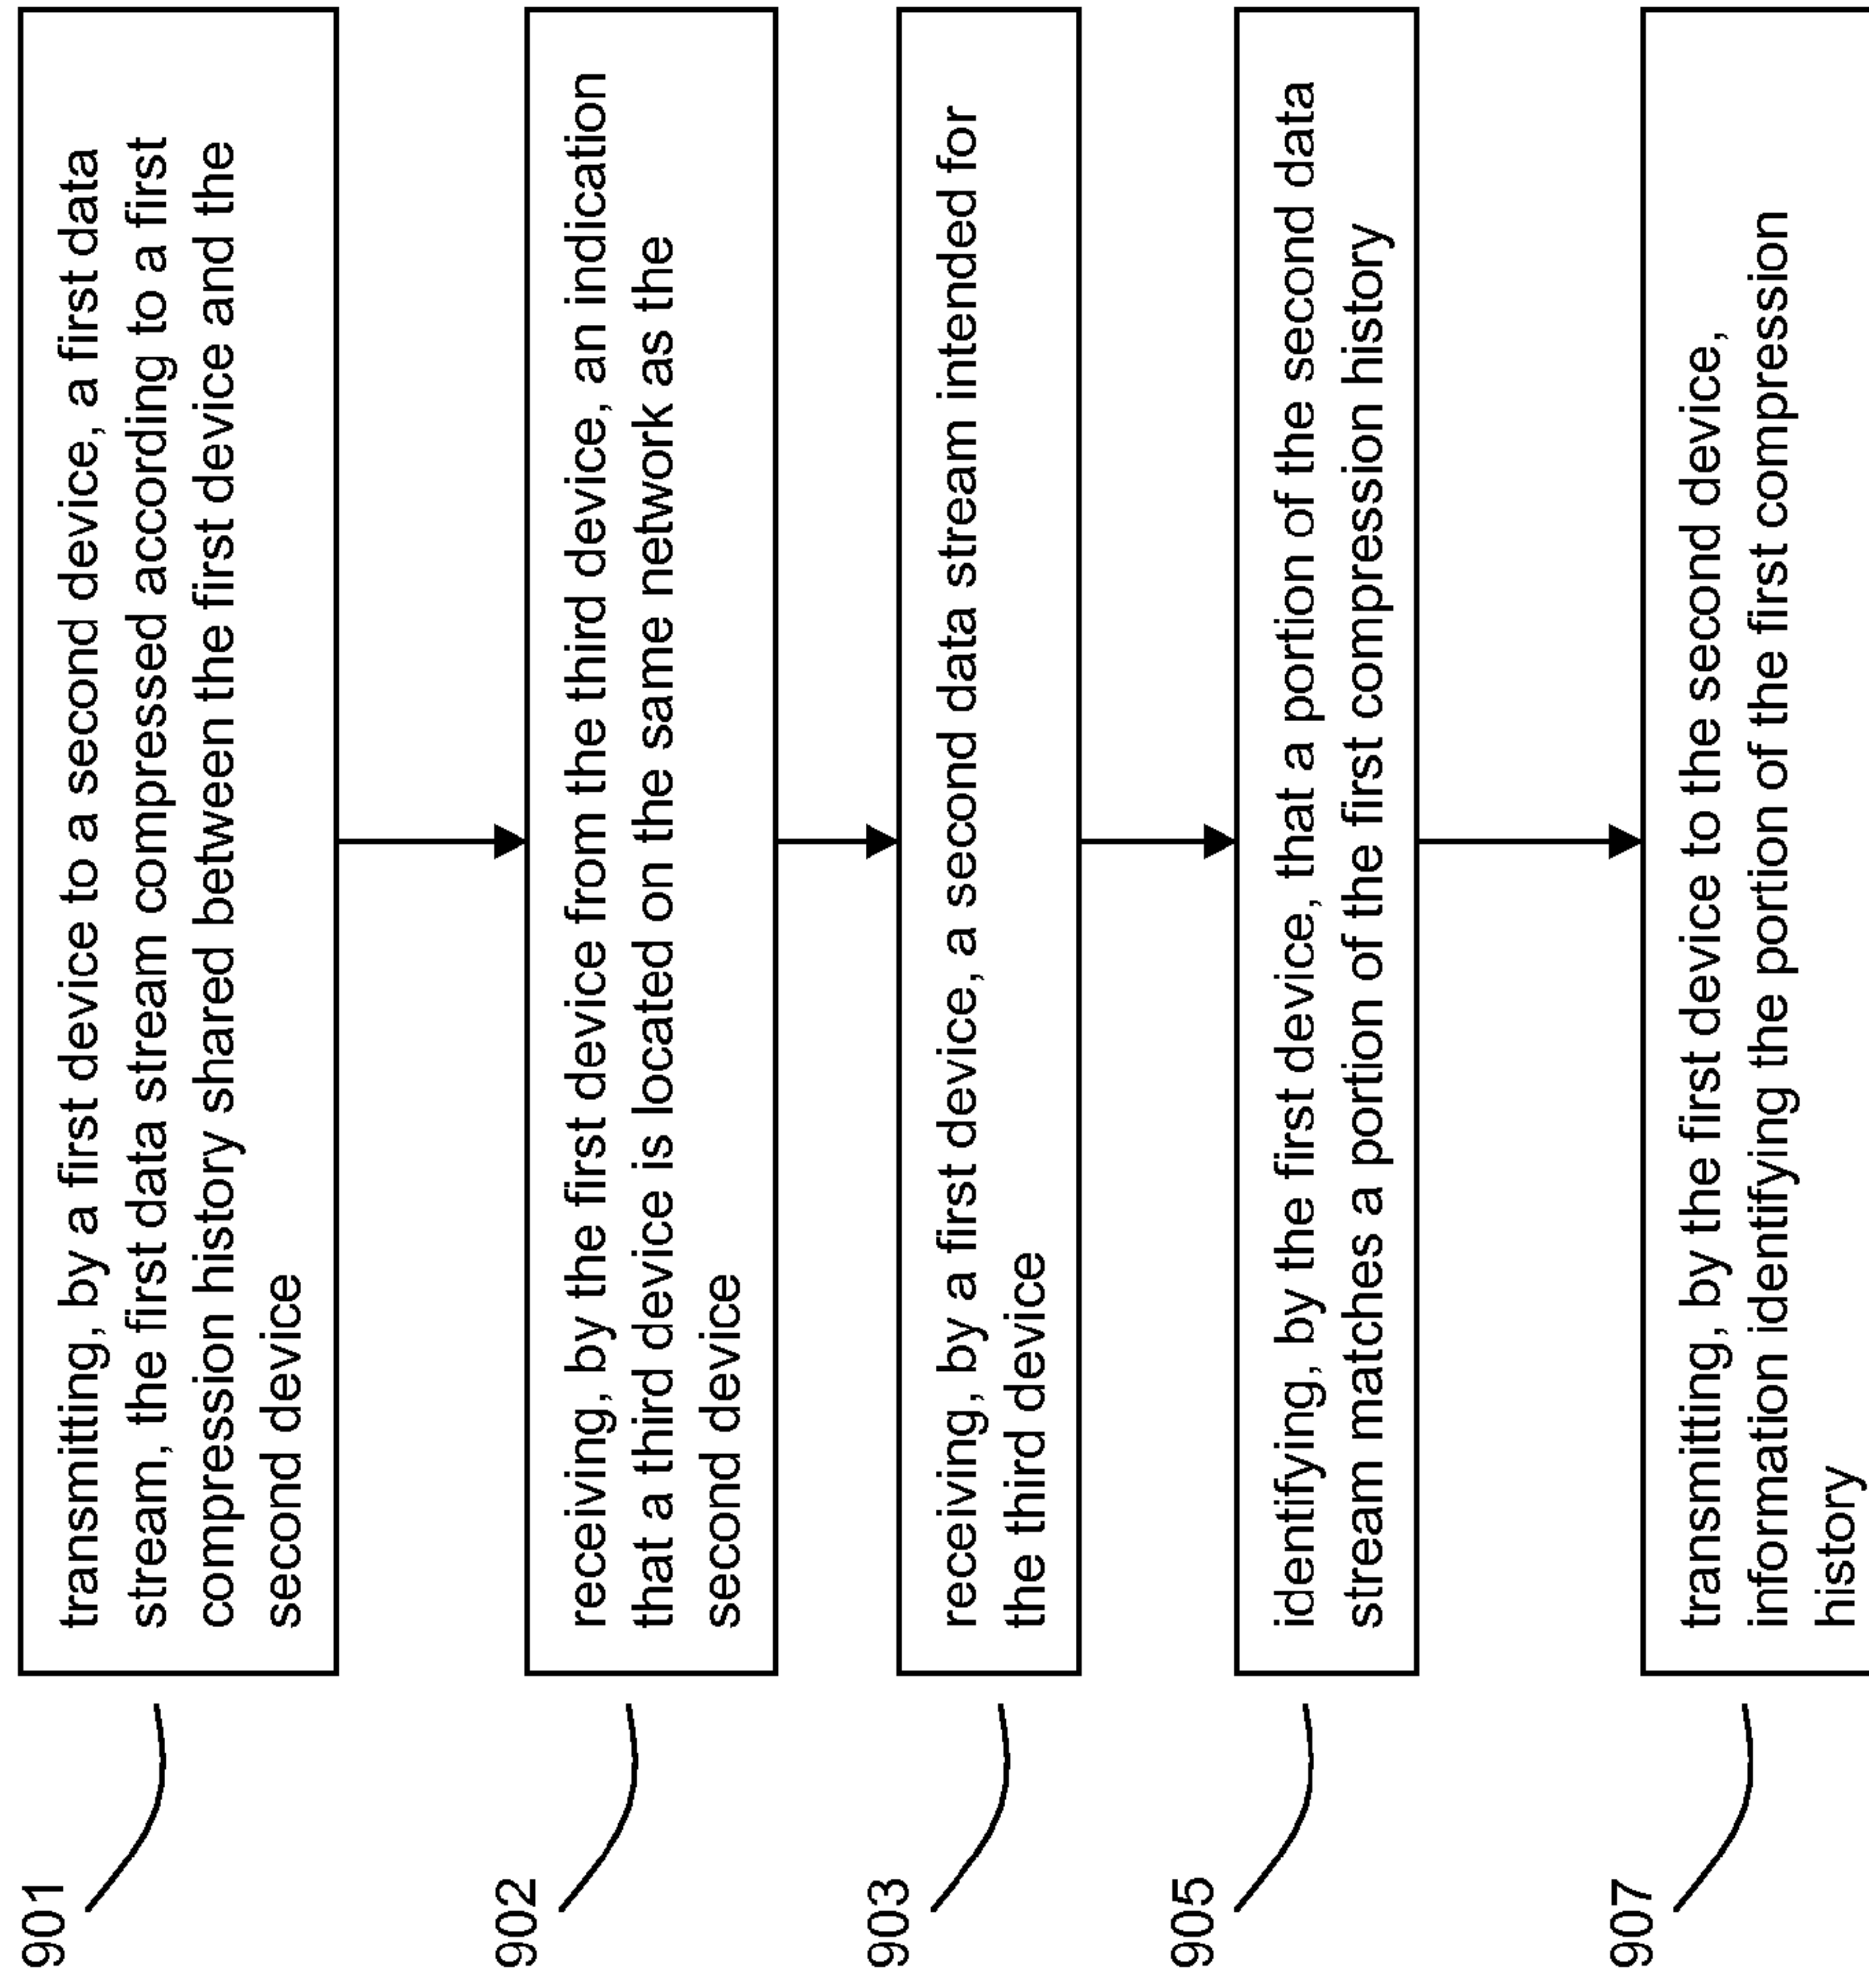 901
transmitting, by a first device to a second device, a first data
stream, the first data stream compressed according to a first
compression history shared between the first device and the
second device
902
receiving, by the first device from the third device, an indication
that a third device is located on the same network as the
second device
903
receiving, by a first device, a second data stream intended for
the third device
905
identifying, by the first device, that a portion of the second data
stream matches a portion of the first compression history
907
transmitting, by the first device to the second device,
information identifying the portion of the first compression
history